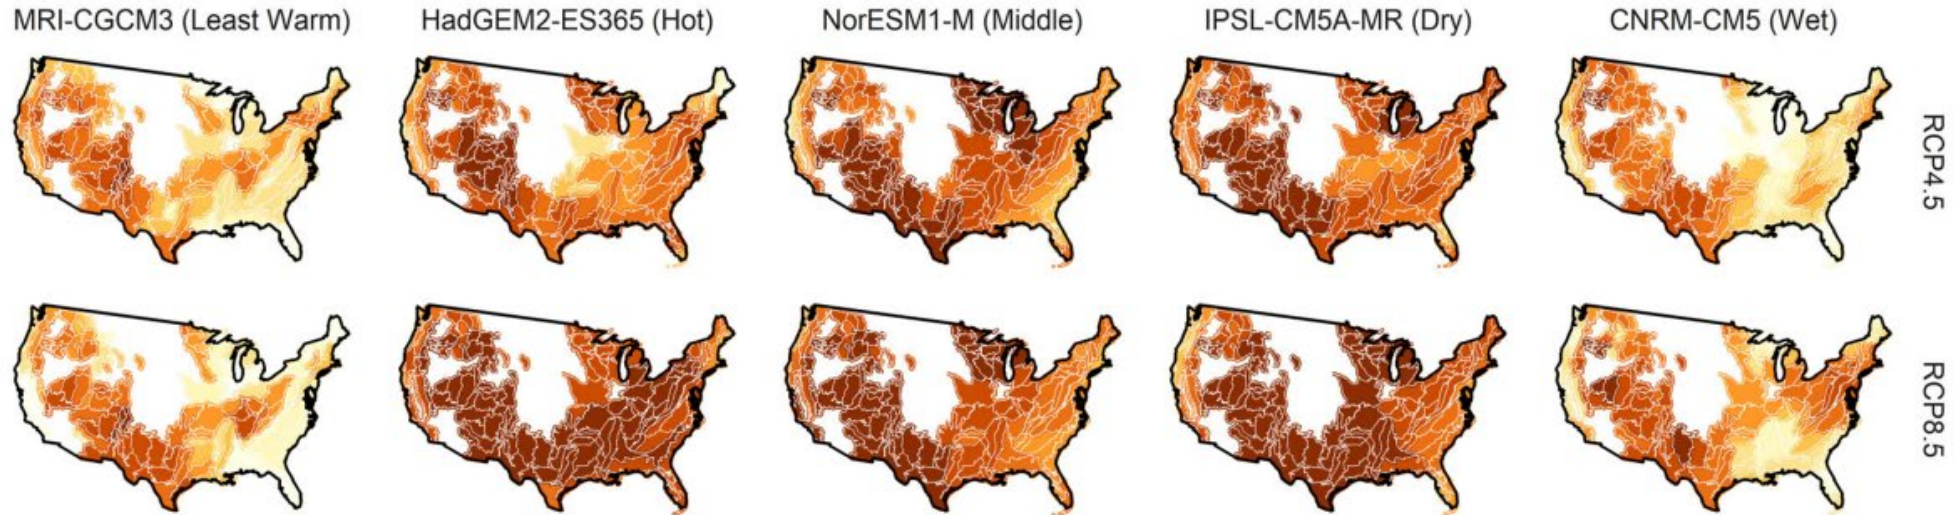 MRI-CGCM3 (Least Warm)
HadGEM2-ES365 (Hot)
NorESM1-M (Middle)
IPSL-CM5A-MR (Dry)
CNRM-CM5 (Wet)
RCP4.5
RCP8.5